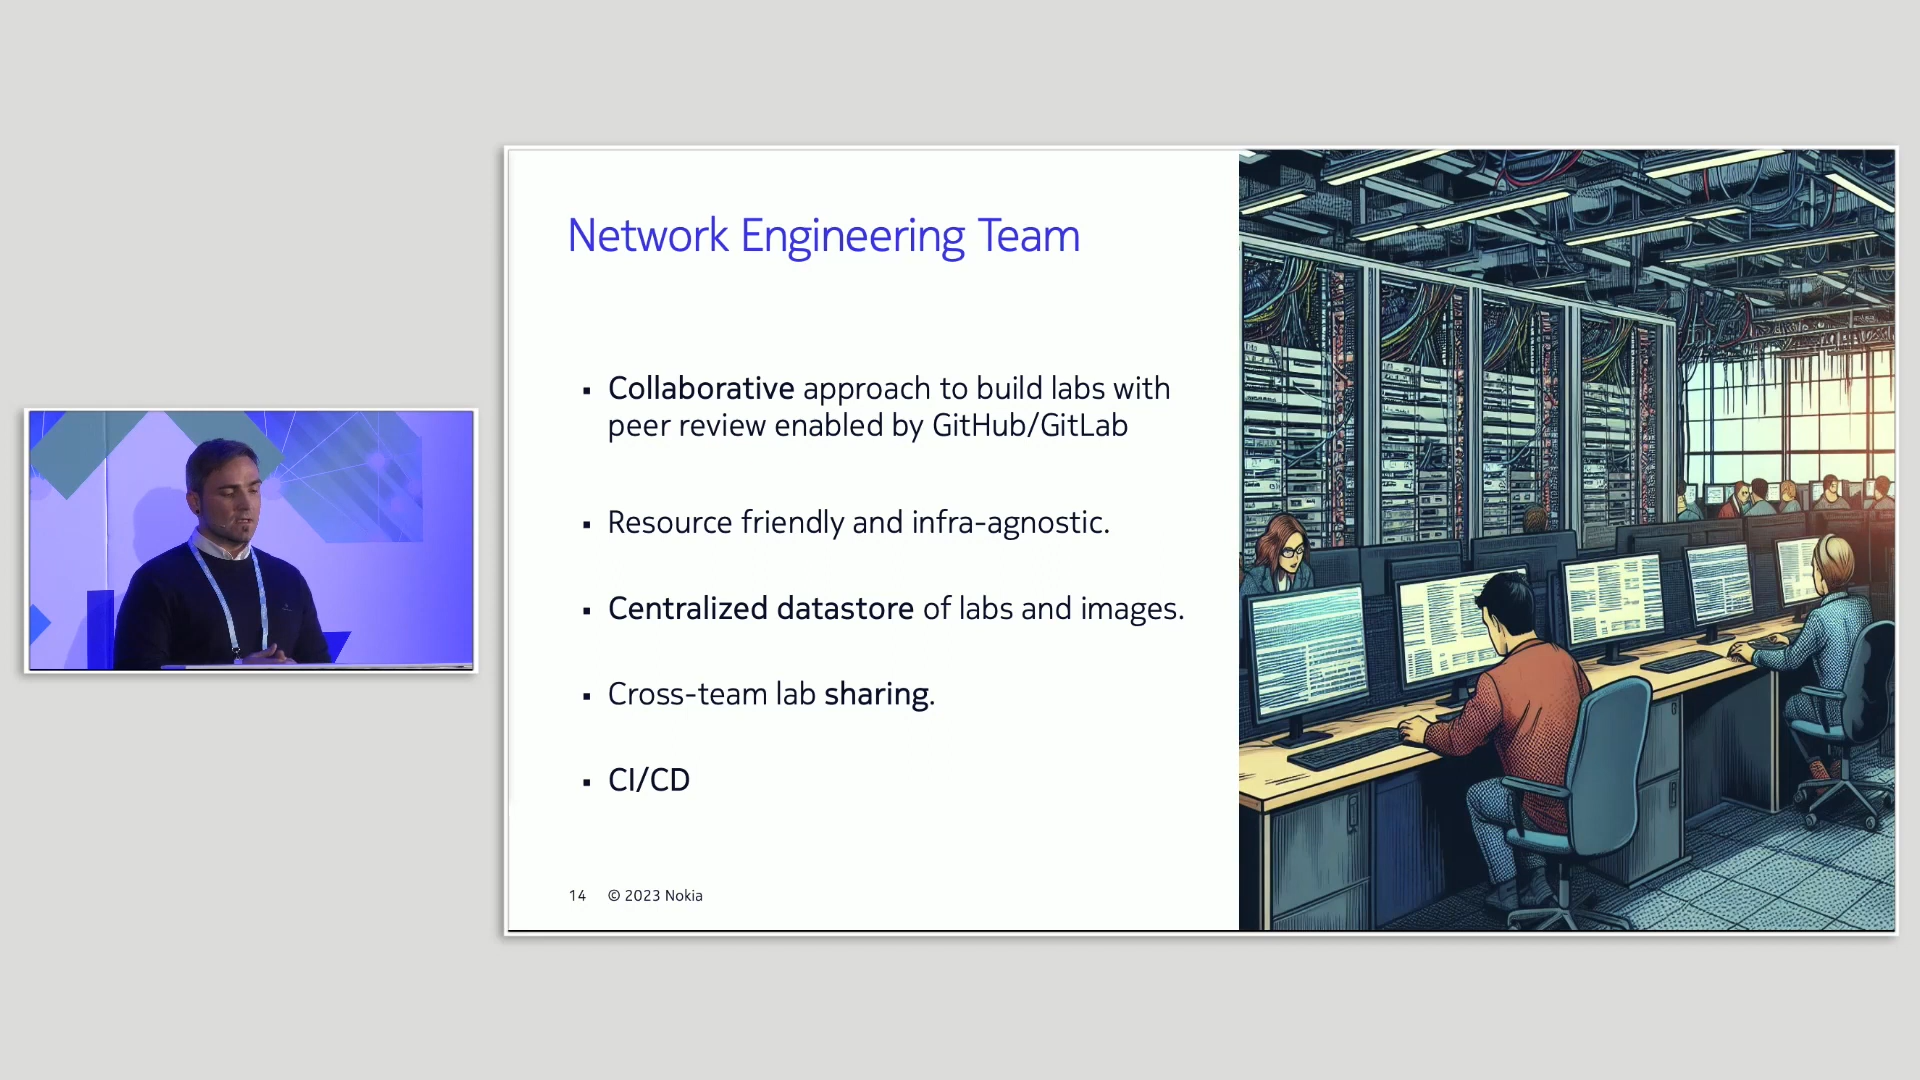 Network Engineering Team
▪ Collaborative approach to build labs with
peer review enabled by GitHub/GitLab
▪ Resource friendly and infra-agnostic.
▪ Centralized datastore of labs and images.
▪ Cross-team lab sharing.
▪ CI/CD
14 © 2023 Nokia